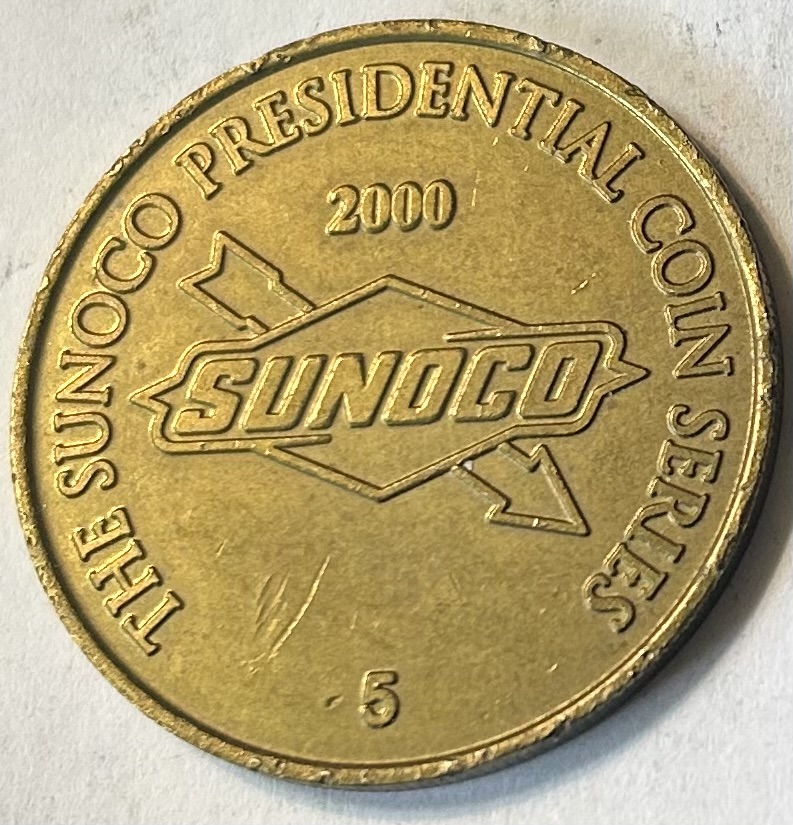 THE SUNOCO PRESIDENTIAL COIN SERIES
2000
SUNOCO
5